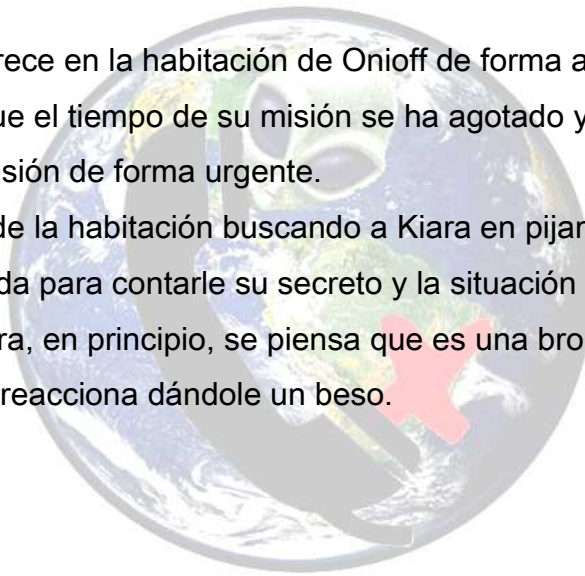 rece en la habitación de Onioff de forma a
ue el tiempo de su misión se ha agotado y
sión de forma urgente.
de la habitación buscando a Kiara en pijar
da para contarle su secreto y la situación
ra, en principio, se piensa que es una bro
reacciona dándole un beso.